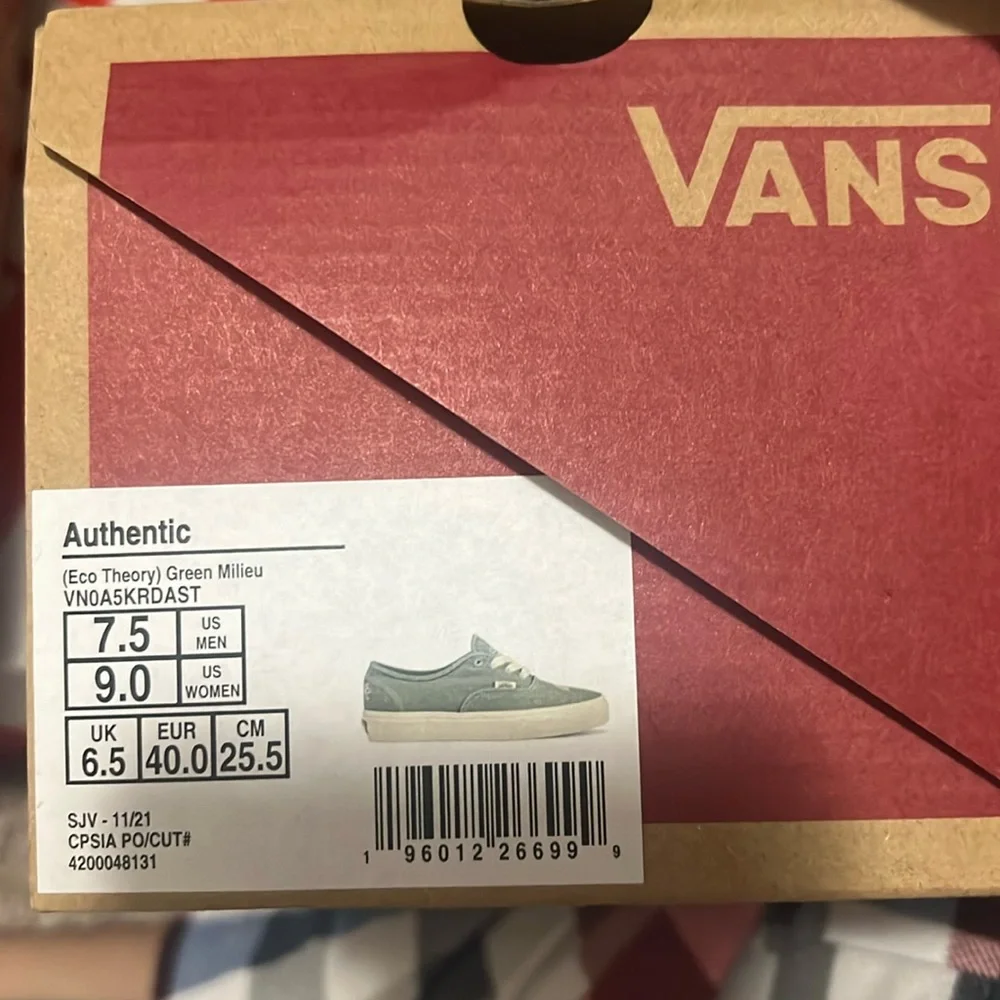 VANS
Authentic
(Eco Theory) Green Milieu
VN0A5KRDAST
7.5 US MEN
9.0 US WOMEN
UK EUR CM
6.5 40.0 25.5
SJV - 11/21
CPSIA PO/CUT#
4200048131
1 96012 26699 9